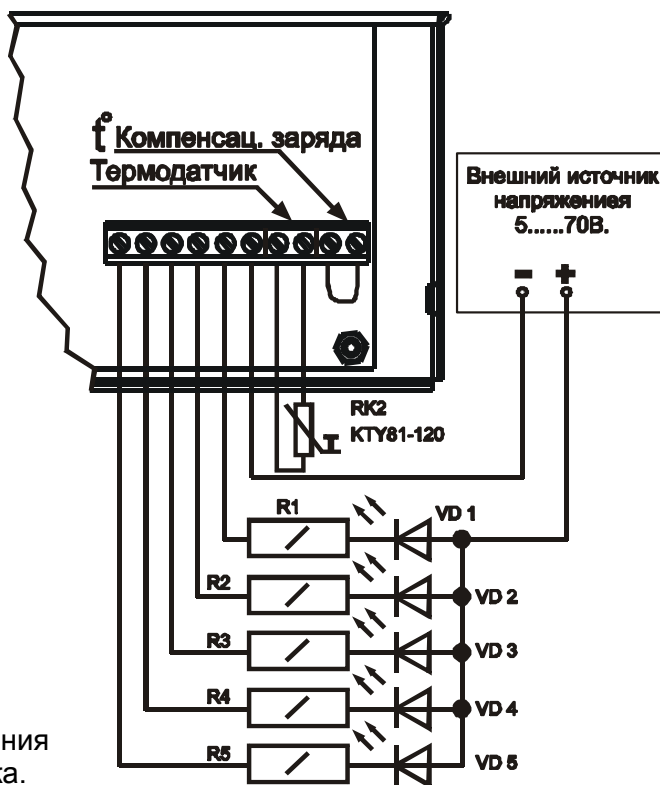 t° Компенсац. заряда
Термодатчик
Внешний источник
напряжениея
5......70В.
- +
RK2
KTY81-120
R1
VD 1
R2
VD 2
R3
VD 3
R4
VD 4
ния
R5
VD 5
ка.